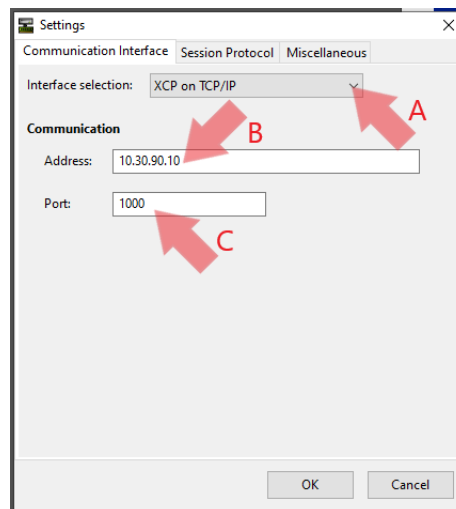 Settings
Communication Interface Session Protocol Miscellaneous
Interface selection: XCP on TCP/IP
A
Communication
B
Address: 10.30.90.10
Port: 1000
C
OK Cancel